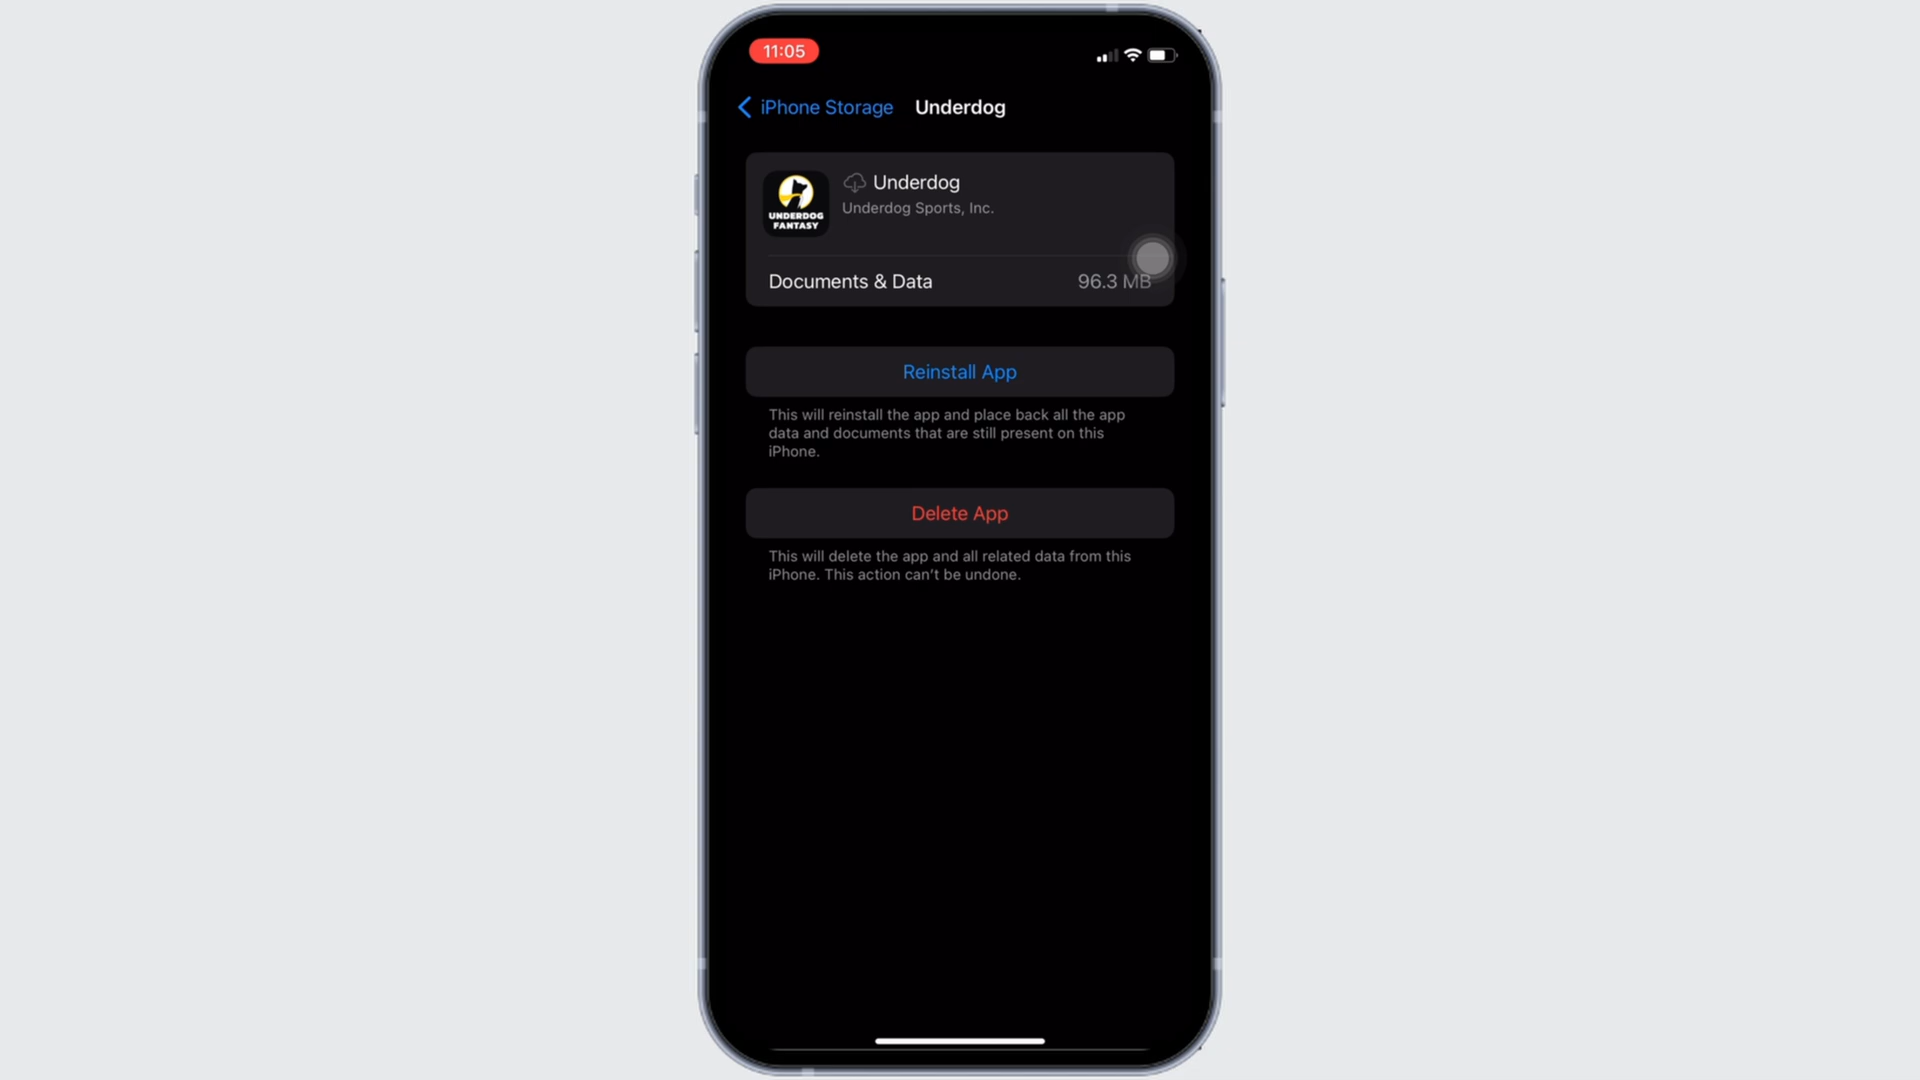 11:05
iPhone Storage Underdog
UNDERDOG
FANTASY
Underdog
Underdog Sports, Inc.
Documents & Data 96.3 MB
Reinstall App
This will reinstall the app and place back all the app
data and documents that are still present on this
iPhone.
Delete App
This will delete the app and all related data from this
iPhone. This action can't be undone.